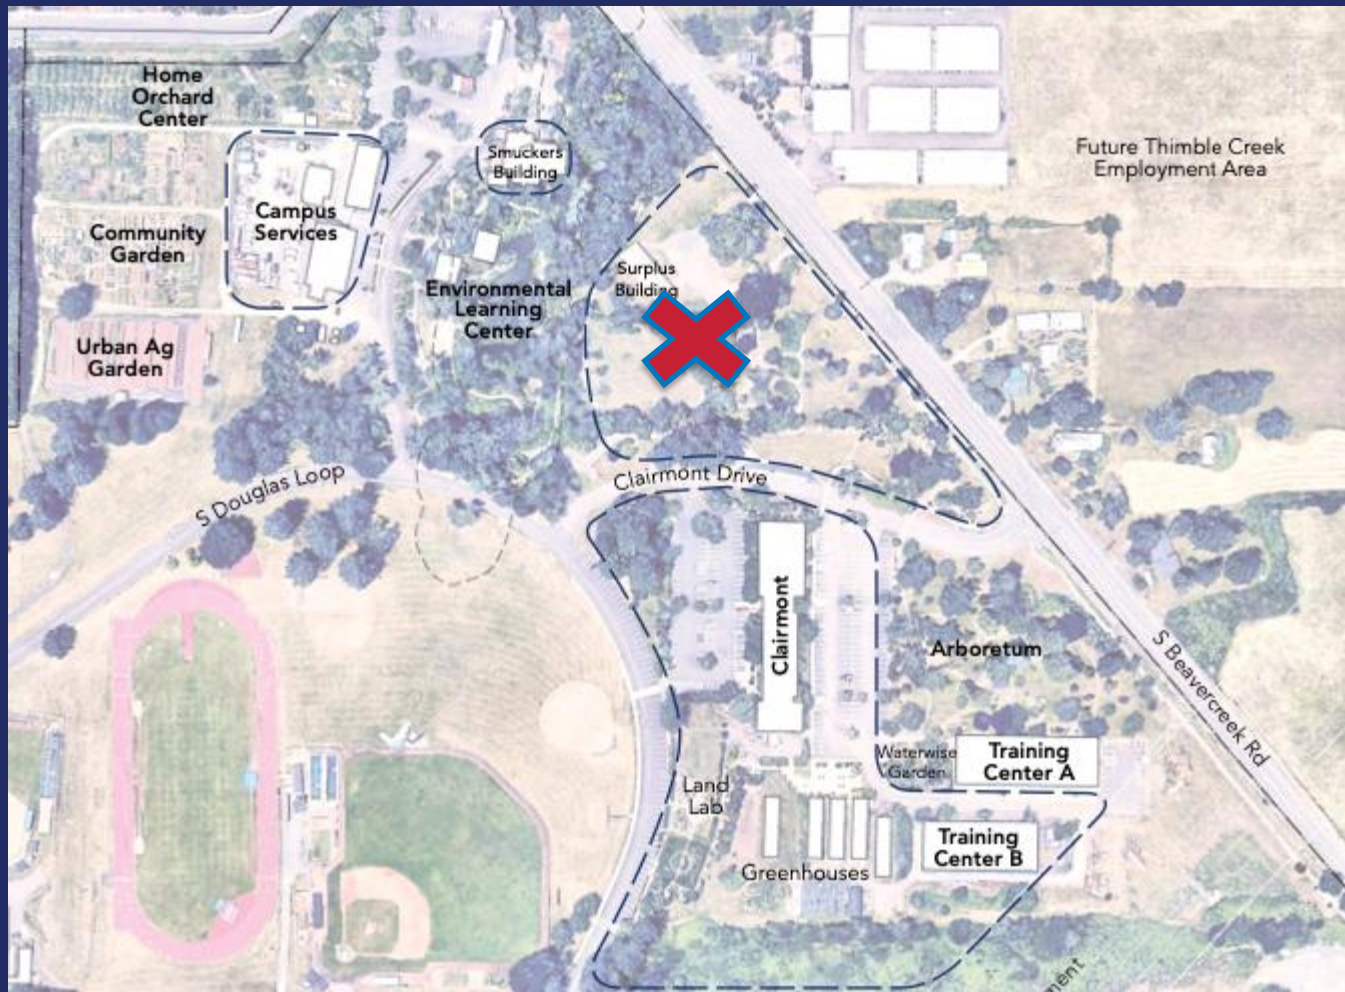 Home
Orchard
Center
Smuckers
Building
Future Thimble Creek
Employment Area
Campus
Services
Community
Garden
Surplus
Building
Environmental
Learning
Center
Urban Ag
Garden
S Douglas Loop
Clairmont Drive
Clairmont
Arboretum
S Beavercreek Rd
Waterwise
Garden
Training
Center A
Land
Lab
Training
Center B
Greenhouses